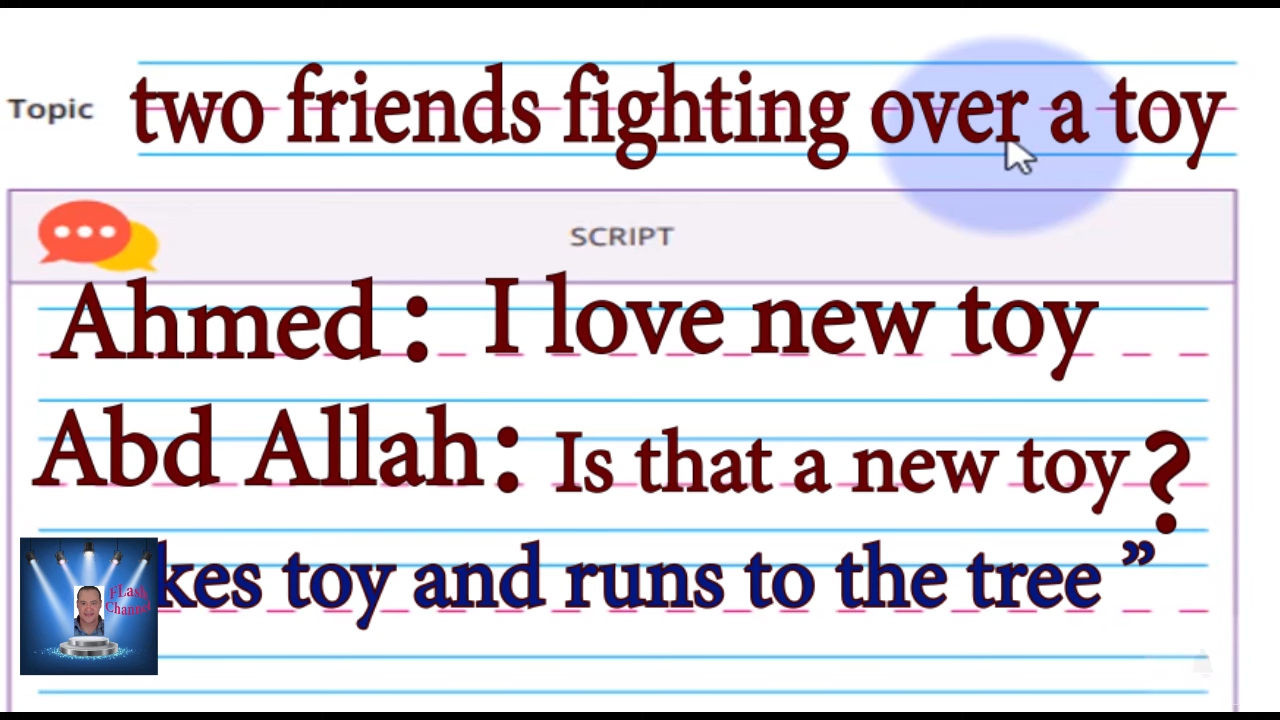 Topic two friends fighting over a toy
SCRIPT
Ahmed: I love new toy
Abd Allah: Is that a new toy?
kes toy and runs to the tree ”
FLash
Channel